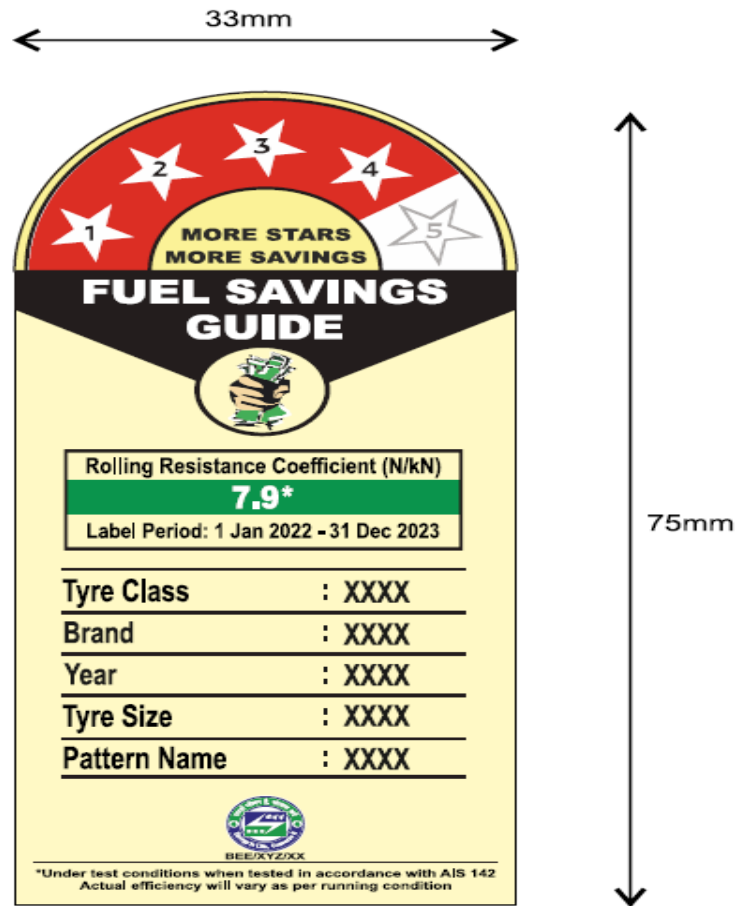 33mm
1
2
3
4
5
MORE STARS
MORE SAVINGS
FUEL SAVINGS
GUIDE
Rolling Resistance Coefficient (N/kN)
7.9*
Label Period: 1 Jan 2022 - 31 Dec 2023
75mm
Tyre Class : XXXX
Brand : XXXX
Year : XXXX
Tyre Size : XXXX
Pattern Name : XXXX
BEE/XYZ/XX
*Under test conditions when tested in accordance with AIS 142
Actual efficiency will vary as per running condition